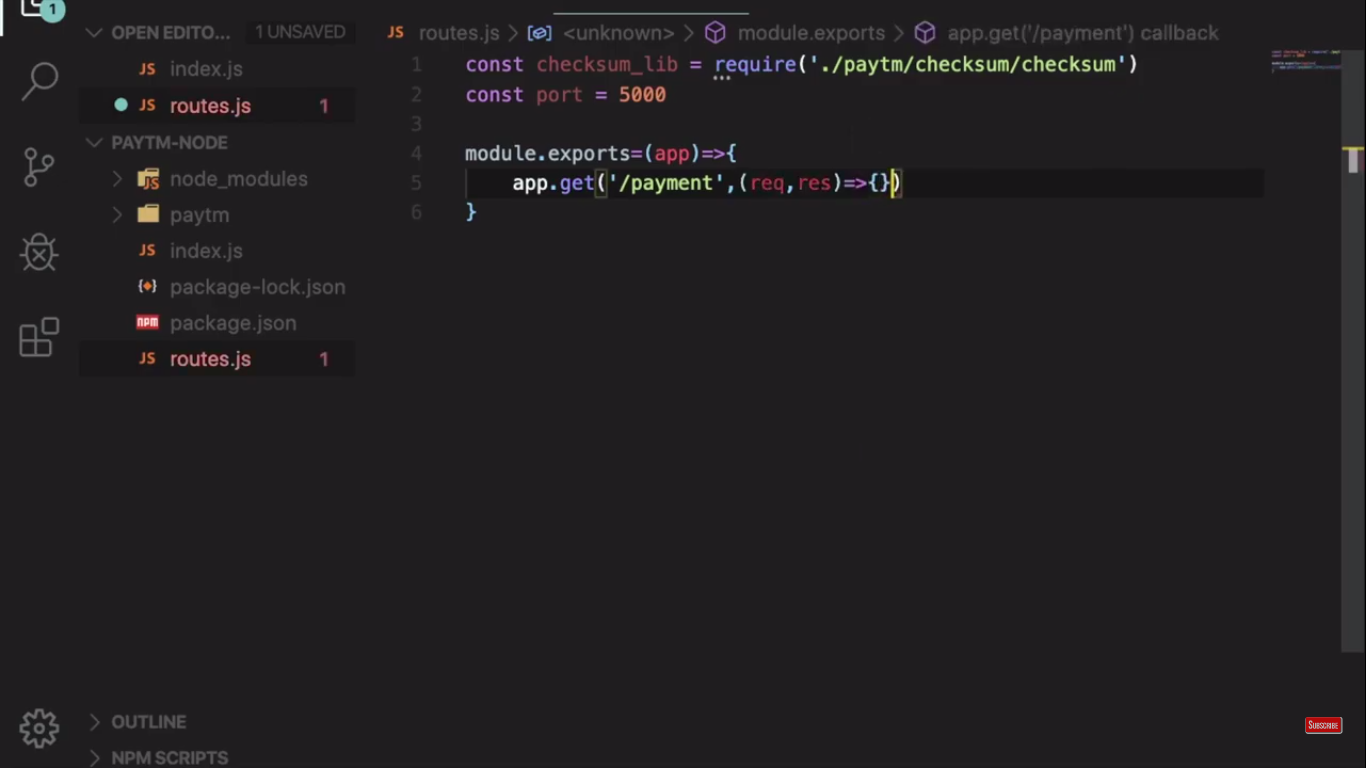 1
OPEN EDITO... 1 UNSAVED
JS index.js
JS routes.js 1
PAYTM-NODE
node_modules
paytm
JS index.js
package-lock.json
npm package.json
JS routes.js 1
OUTLINE
NPM SCRIPTS
JS routes.js > <unknown> > module.exports > app.get('/payment') callback
1 const checksum_lib = require('./paytm/checksum/checksum')
2 const port = 5000
3
4 module.exports=(app)=>{
5 app.get('/payment',(req,res)=>{})
6 }
SUBSCRIBE